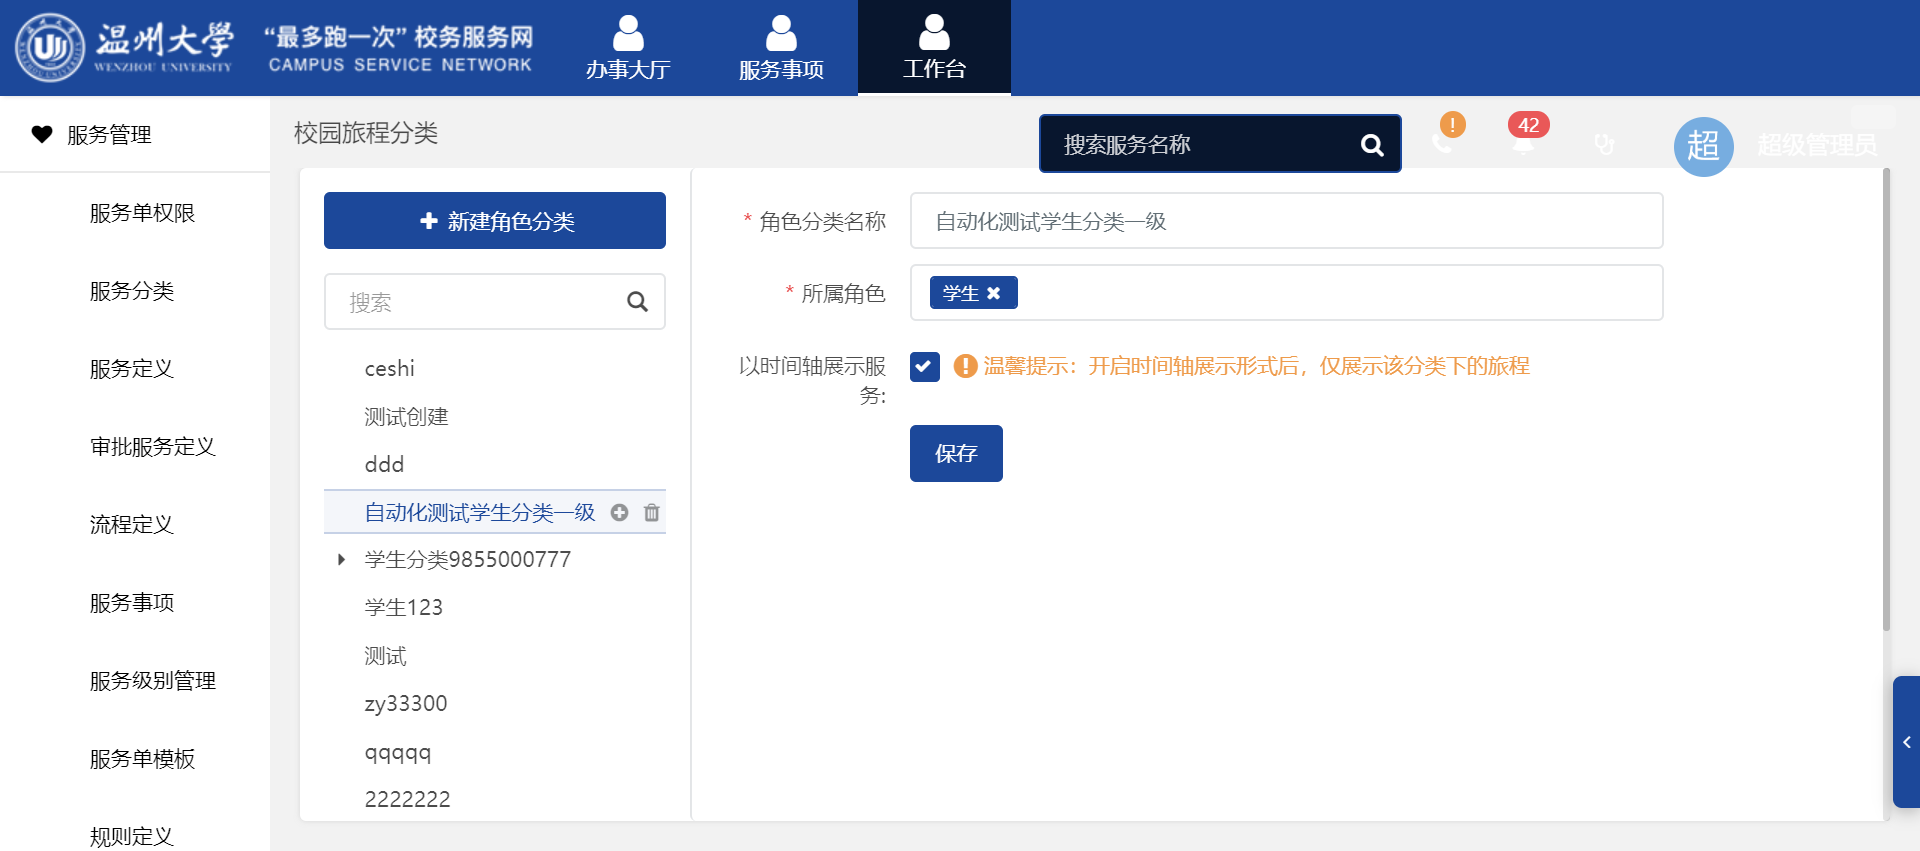 温州大学
WENZHOU UNIVERSITY
“最多跑一次”校务服务网
CAMPUS SERVICE NETWORK
办事大厅
服务事项
工作台
服务管理
服务单权限
服务分类
服务定义
审批服务定义
流程定义
服务事项
服务级别管理
服务单模板
规则定义
校园旅程分类
搜索服务名称
!
42
超
超级管理员
新建角色分类
搜索
ceshi
测试创建
ddd
自动化测试学生分类一级
学生分类9855000777
学生123
测试
zy33300
qqqqq
2222222
* 角色分类名称
自动化测试学生分类一级
* 所属角色
学生
以时间轴展示服
务:
温馨提示：开启时间轴展示形式后，仅展示该分类下的旅程
保存